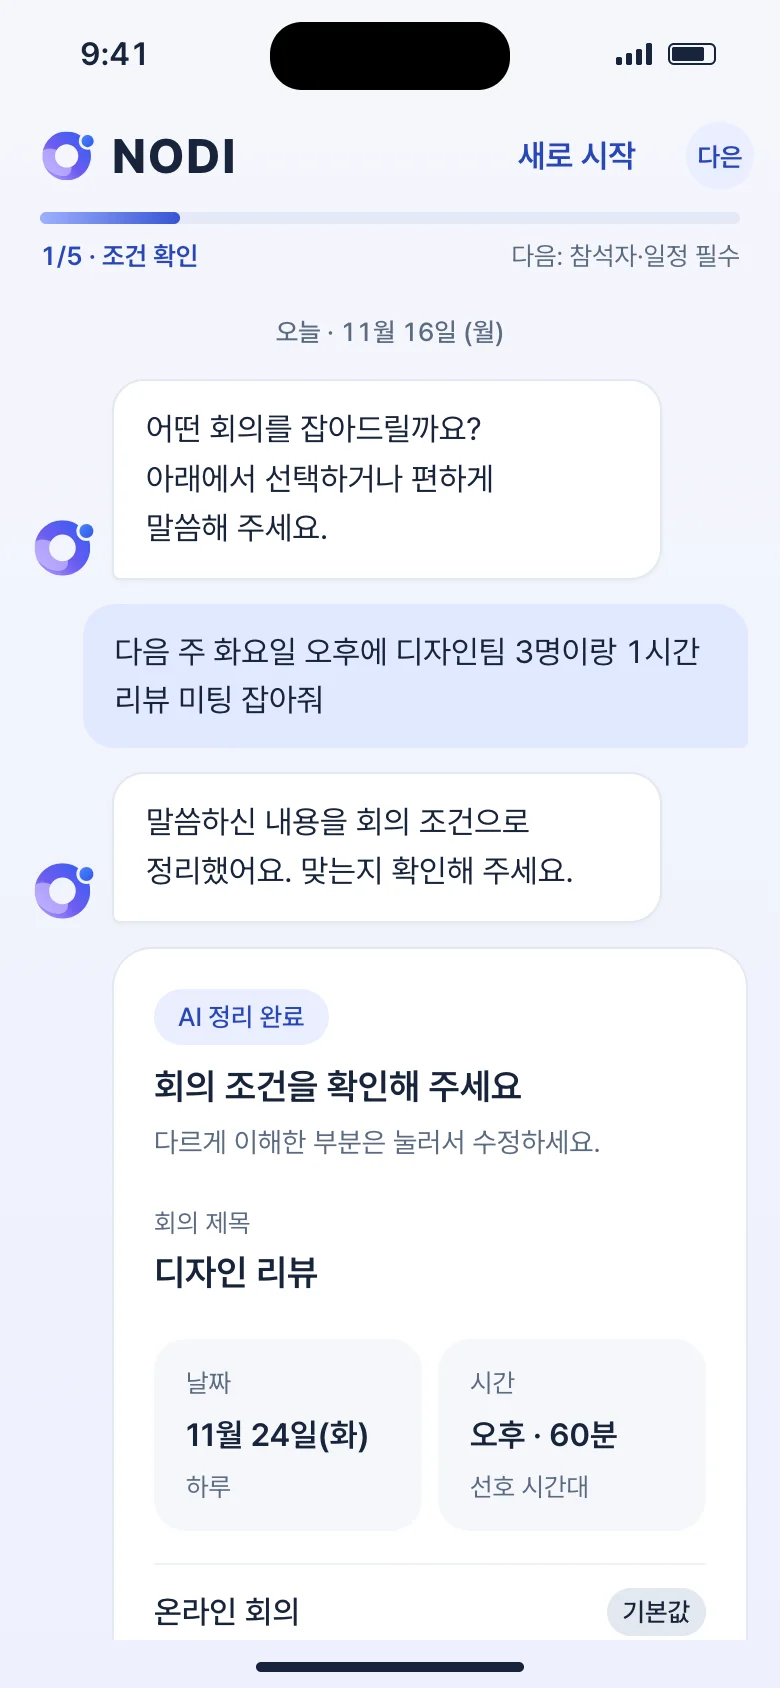 9:41
NODI
새로 시작
다은
1/5 · 조건 확인
다음: 참석자·일정 필수
오늘 · 11월 16일 (월)
어떤 회의를 잡아드릴까요?
아래에서 선택하거나 편하게
말씀해 주세요.
다음 주 화요일 오후에 디자인팀 3명이랑 1시간
리뷰 미팅 잡아줘
말씀하신 내용을 회의 조건으로
정리했어요. 맞는지 확인해 주세요.
AI 정리 완료
회의 조건을 확인해 주세요
다르게 이해한 부분은 눌러서 수정하세요.
회의 제목
디자인 리뷰
날짜
11월 24일(화)
하루
시간
오후 · 60분
선호 시간대
온라인 회의
기본값